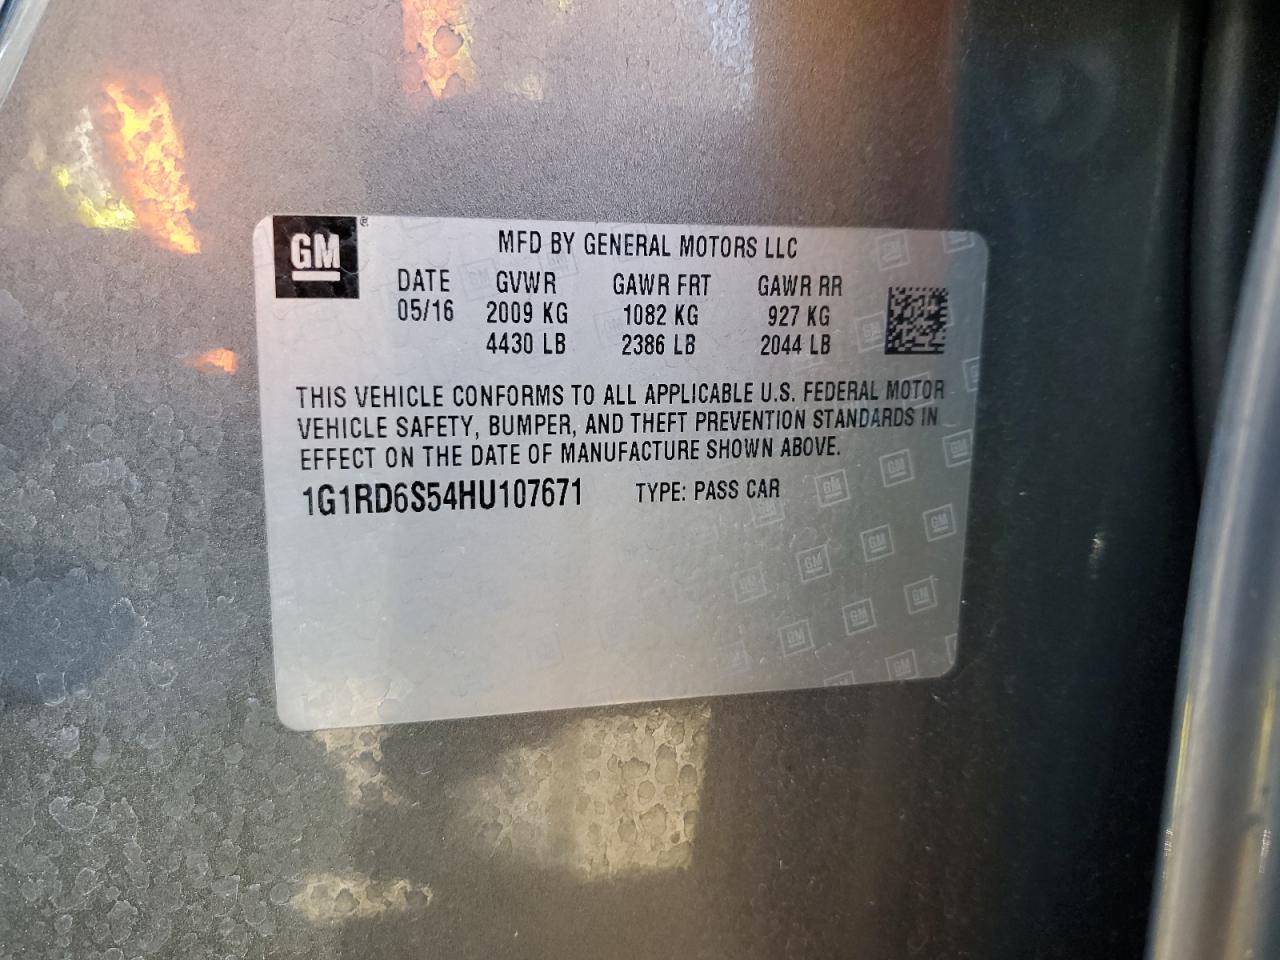 GM®
MFD BY GENERAL MOTORS LLC
DATE GVWR GAWR FRT GAWR RR
05/16 2009 KG 1082 KG 927 KG
4430 LB 2386 LB 2044 LB
THIS VEHICLE CONFORMS TO ALL APPLICABLE U.S. FEDERAL MOTOR
VEHICLE SAFETY, BUMPER, AND THEFT PREVENTION STANDARDS IN
EFFECT ON THE DATE OF MANUFACTURE SHOWN ABOVE.
1G1RD6S54HU107671 TYPE: PASS CAR